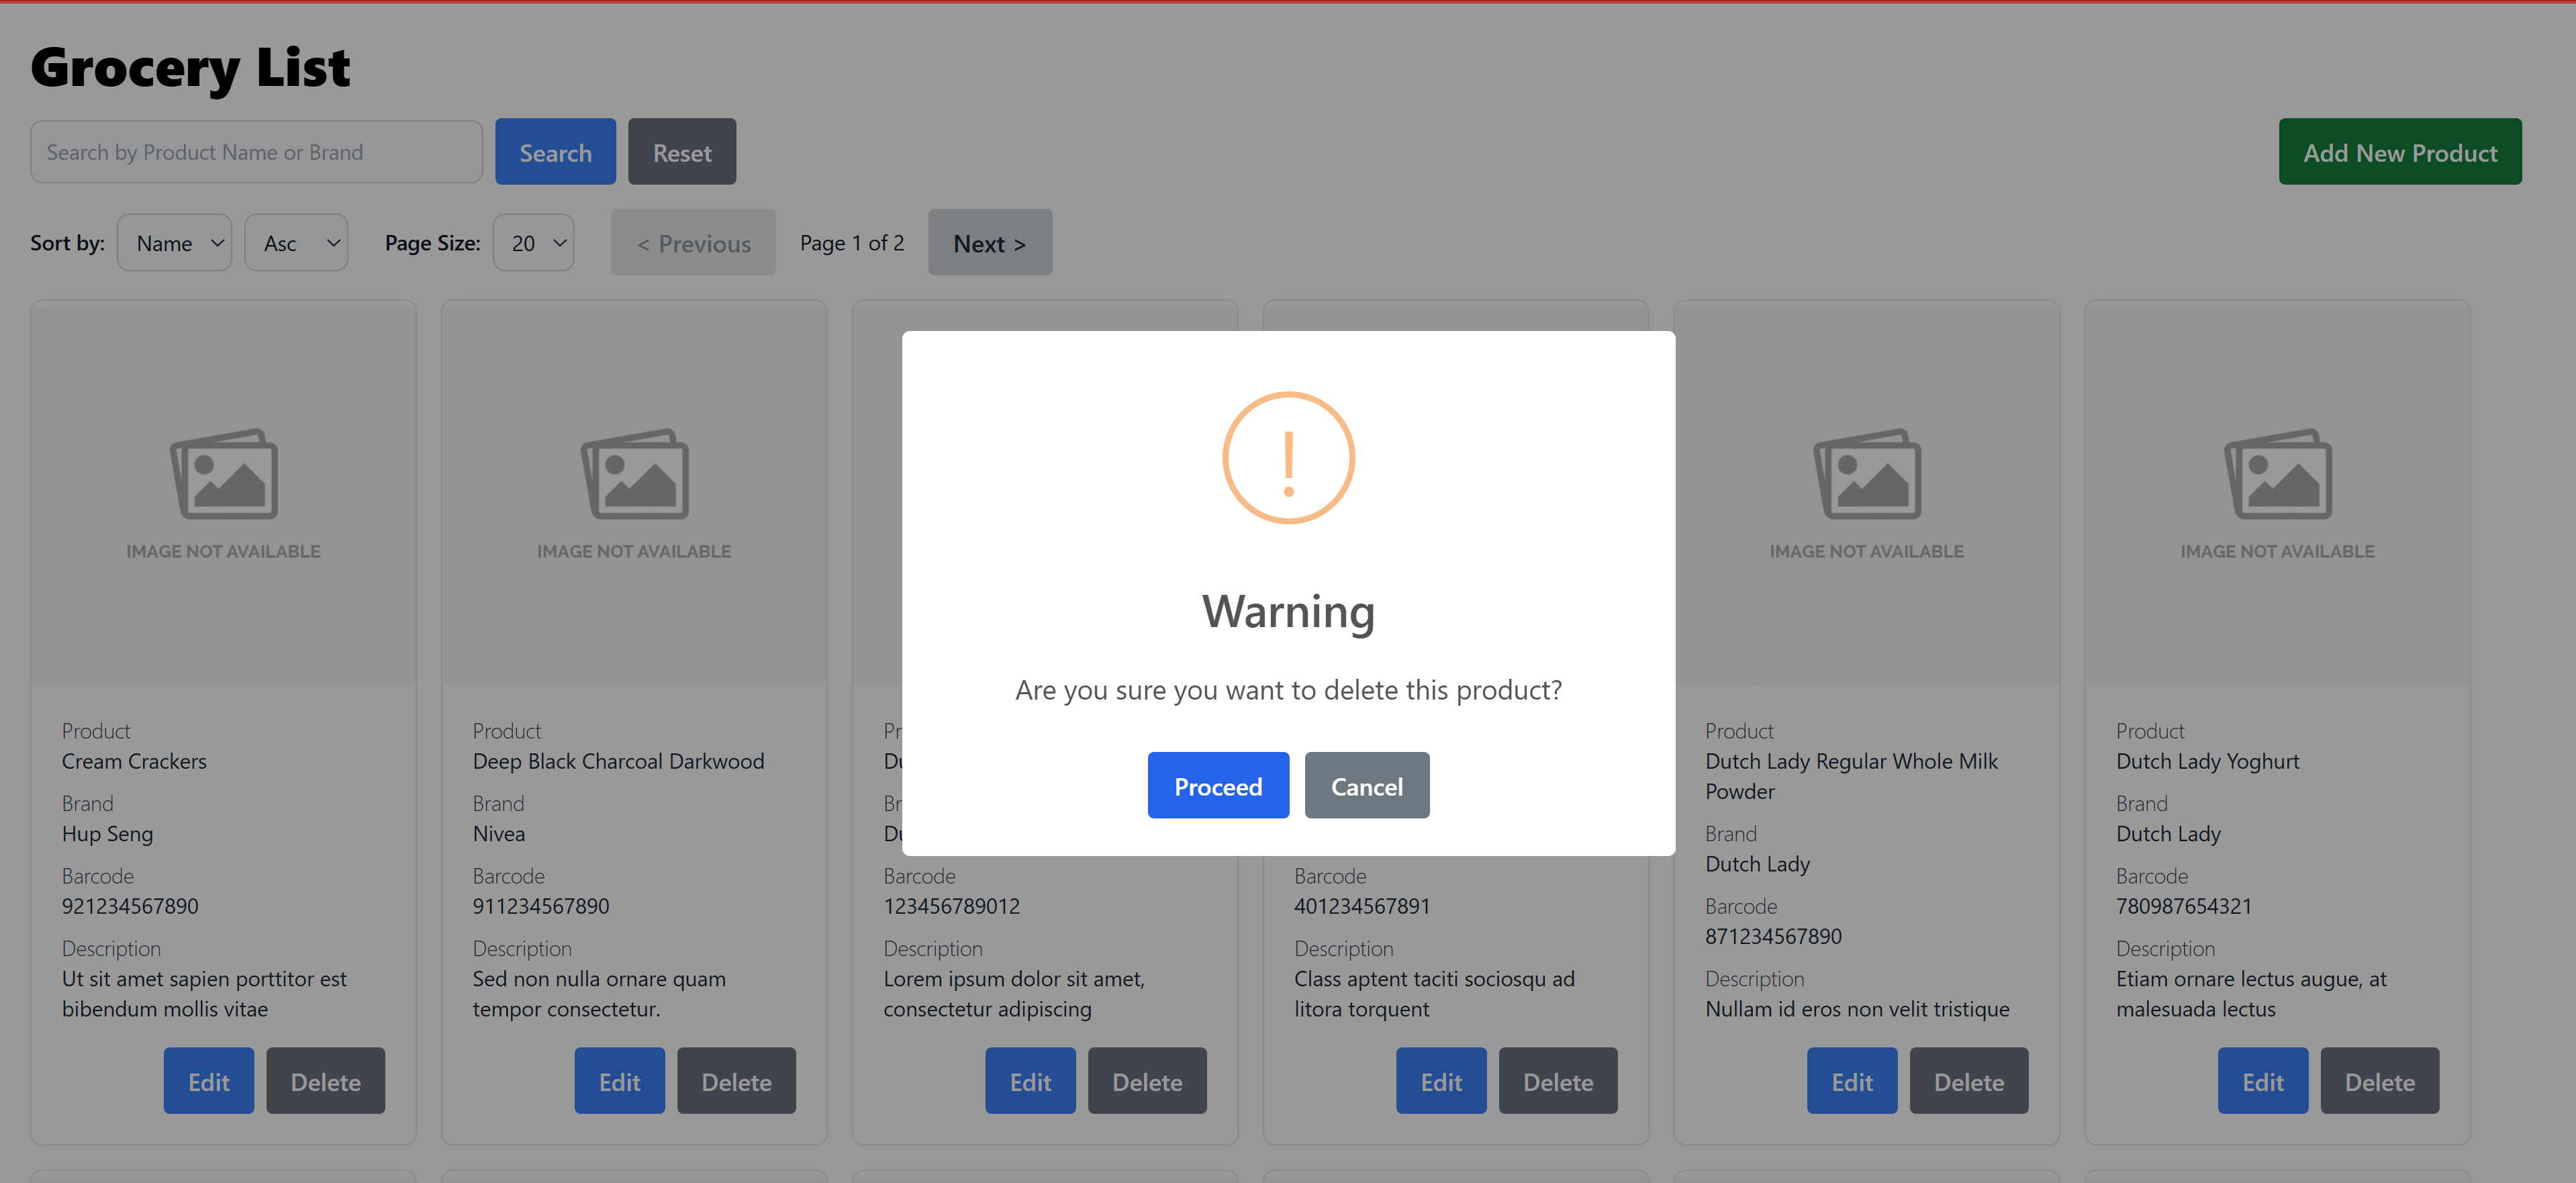 Grocery List
Search by Product Name or Brand
Search
Reset
Add New Product
Sort by:
Name
Asc
Page Size:
20
< Previous
Page 1 of 2
Next >
IMAGE NOT AVAILABLE
Product
Cream Crackers
Brand
Hup Seng
Barcode
921234567890
Description
Ut sit amet sapien porttitor est
bibendum mollis vitae
Edit
Delete
IMAGE NOT AVAILABLE
Product
Deep Black Charcoal Darkwood
Brand
Nivea
Barcode
911234567890
Description
Sed non nulla ornare quam
tempor consectetur.
Edit
Delete
Barcode
123456789012
Description
Lorem ipsum dolor sit amet,
consectetur adipiscing
Edit
Delete
Barcode
401234567891
Description
Class aptent taciti sociosqu ad
litora torquent
Edit
Delete
IMAGE NOT AVAILABLE
Product
Dutch Lady Regular Whole Milk
Powder
Brand
Dutch Lady
Barcode
871234567890
Description
Nullam id eros non velit tristique
Edit
Delete
IMAGE NOT AVAILABLE
Product
Dutch Lady Yoghurt
Brand
Dutch Lady
Barcode
780987654321
Description
Etiam ornare lectus augue, at
malesuada lectus
Edit
Delete
!
Warning
Are you sure you want to delete this product?
Proceed
Cancel